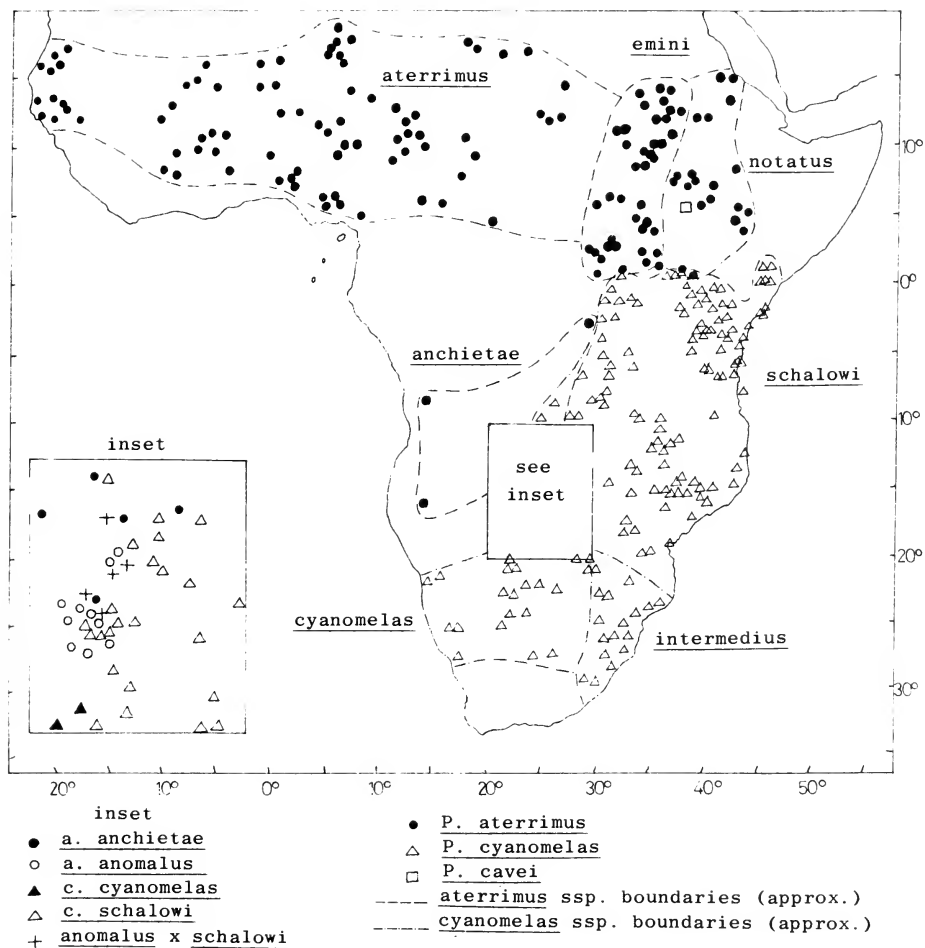 emini
aterrimus
10°
notatus
0°
anchietae
schalowi
10°
inset
see
inset
20°
cyanomelas
intermedius
30°
20° 10° 0° 10° 20° 30° 40° 50°
inset
a. anchietae
a. anomalus
c. cyanomelas
c. schalowi
anomalus x schalowi
P. aterrimus
P. cyanomelas
P. cavei
aterrimus ssp. boundaries (approx.)
cyanomelas ssp. boundaries (approx.)